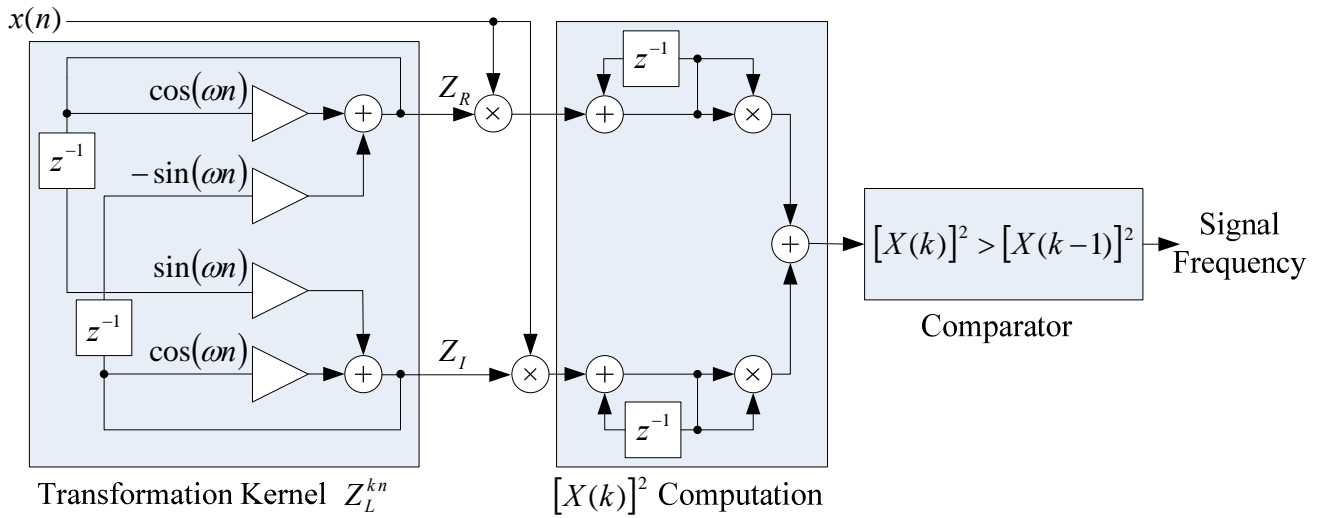 x(n)
cos(ωn)
−sin(ωn)
sin(ωn)
cos(ωn)
z⁻¹
z⁻¹
+
+
Z_R
Z_I
×
×
Transformation Kernel Z_L^{kn}
z⁻¹
+
×
+
+
×
z⁻¹
[X(k)]² Computation
[X(k)]² > [X(k−1)]²
Comparator
Signal
Frequency